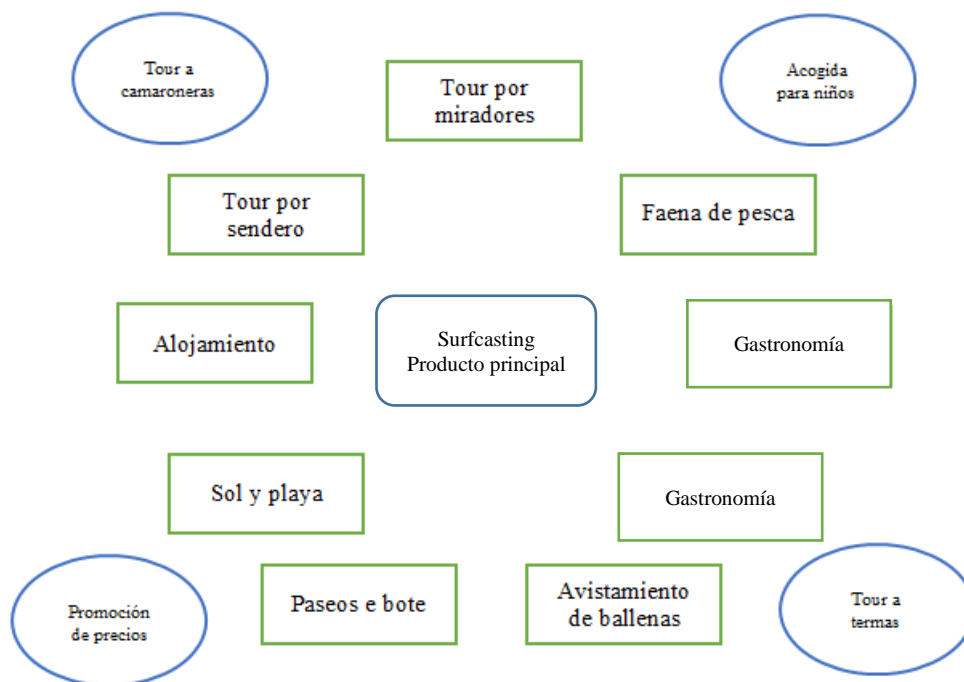 Tour a
camaroneras
Tour por
miradores
Acogida
para niños
Tour por
sendero
Faena de pesca
Alojamiento
Surfcasting
Producto principal
Gastronomía
Sol y playa
Gastronomía
Promoción
de precios
Paseos e bote
Avistamiento
de ballenas
Tour a
termas